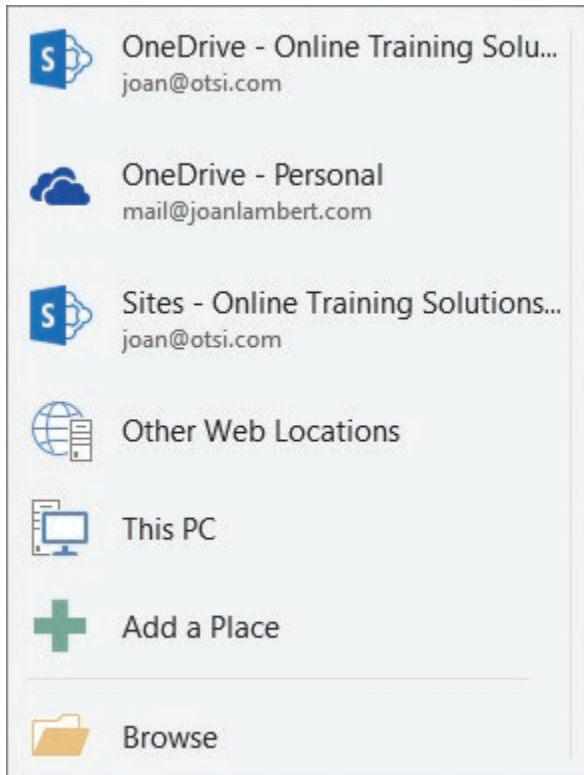 OneDrive - Online Training Solu...
joan@otsi.com
OneDrive - Personal
mail@joanlambert.com
Sites - Online Training Solutions...
joan@otsi.com
Other Web Locations
This PC
Add a Place
Browse